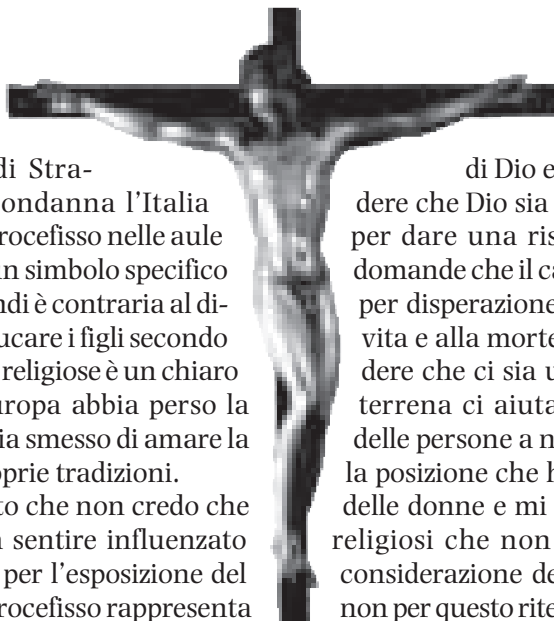 di Stra-
ondanna l'Italia
rocefisso nelle aule
un simbolo specifico
ndi è contraria al di-
ucare i figli secondo
religiose è un chiaro
uropa abbia perso la
ia smesso di amare la
oprie tradizioni.
to che non credo che
sentire influenzato
per l'esposizione del
rocefisso rappresenta
di Dio e
dere che Dio sia
per dare una ris
domande che il ca
per disperazione
vita e alla morte
dere che ci sia u
terrena ci aiuta
delle persone a m
la posizione che h
delle donne e mi
religiosi che non
considerazione de
non per questo rite